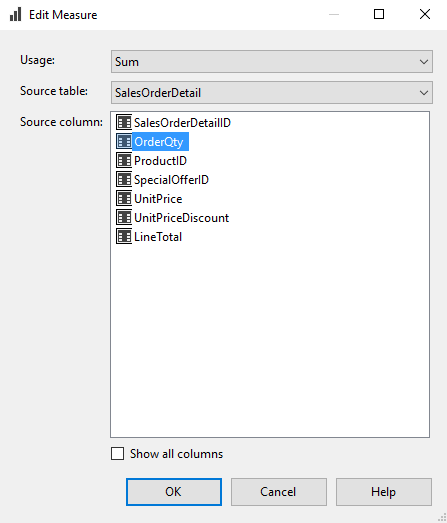 Edit Measure
Usage: Sum
Source table: SalesOrderDetail
Source column: SalesOrderDetailID
OrderQty
ProductID
SpecialOfferID
UnitPrice
UnitPriceDiscount
LineTotal
Show all columns
OK Cancel Help